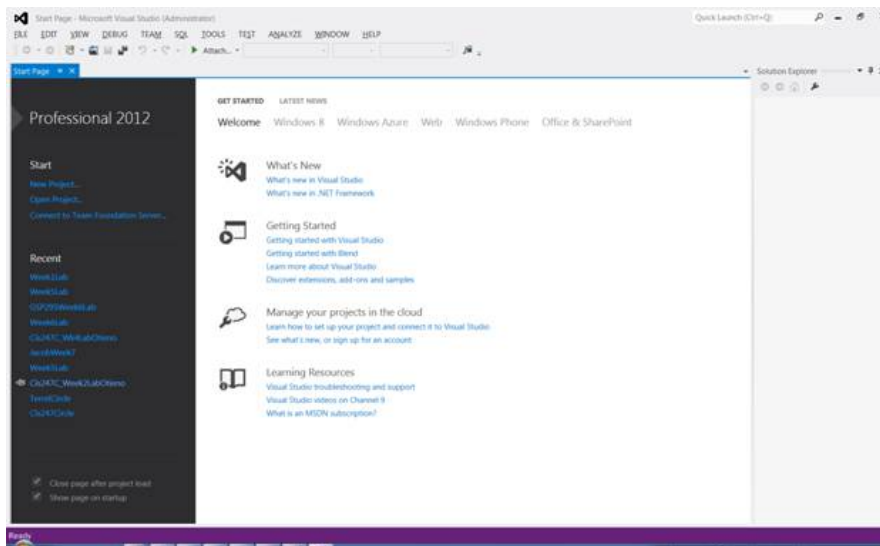 Start Page - Microsoft Visual Studio (Administrator)
Quick Launch (Ctrl+Q)
FILE EDIT VIEW DEBUG TEAM SQL TOOLS TEST ANALYZE WINDOW HELP
Attach...
Start Page
Solution Explorer
Professional 2012
Start
New Project...
Open Project...
Connect to Team Foundation Server...
Recent
Week2Lab
Week6Lab
JacobWeek7
Week5Lab
Cis247C_Week2LabOtieno
TerrellCircle
Cis247Circle
Close page after project load
Show page on startup
GET STARTED LATEST NEWS
Welcome Windows 8 Windows Azure Web Windows Phone Office & SharePoint
What's New
What's new in Visual Studio
What's new in .NET Framework
Getting Started
Getting started with Visual Studio
Getting started with Blend
Learn more about Visual Studio
Discover extensions, add-ons and samples
Manage your projects in the cloud
Learn how to set up your project and connect it to Visual Studio
See what's new, or sign up for an account
Learning Resources
Visual Studio troubleshooting and support
Visual Studio videos on Channel 9
What is an MSDN subscription?
Ready